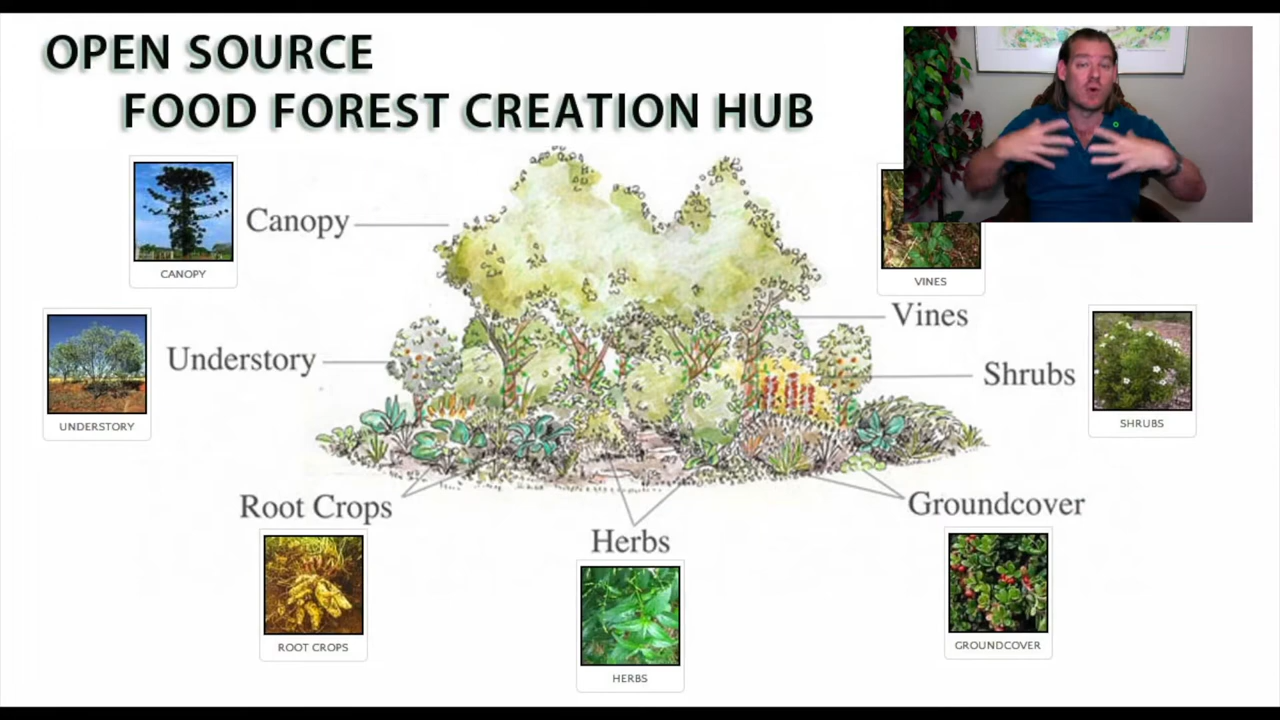 OPEN SOURCE
FOOD FOREST CREATION HUB
Canopy
CANOPY
VINES
Vines
Understory
UNDERSTORY
Shrubs
SHRUBS
Root Crops
ROOT CROPS
Herbs
HERBS
Groundcover
GROUNDCOVER